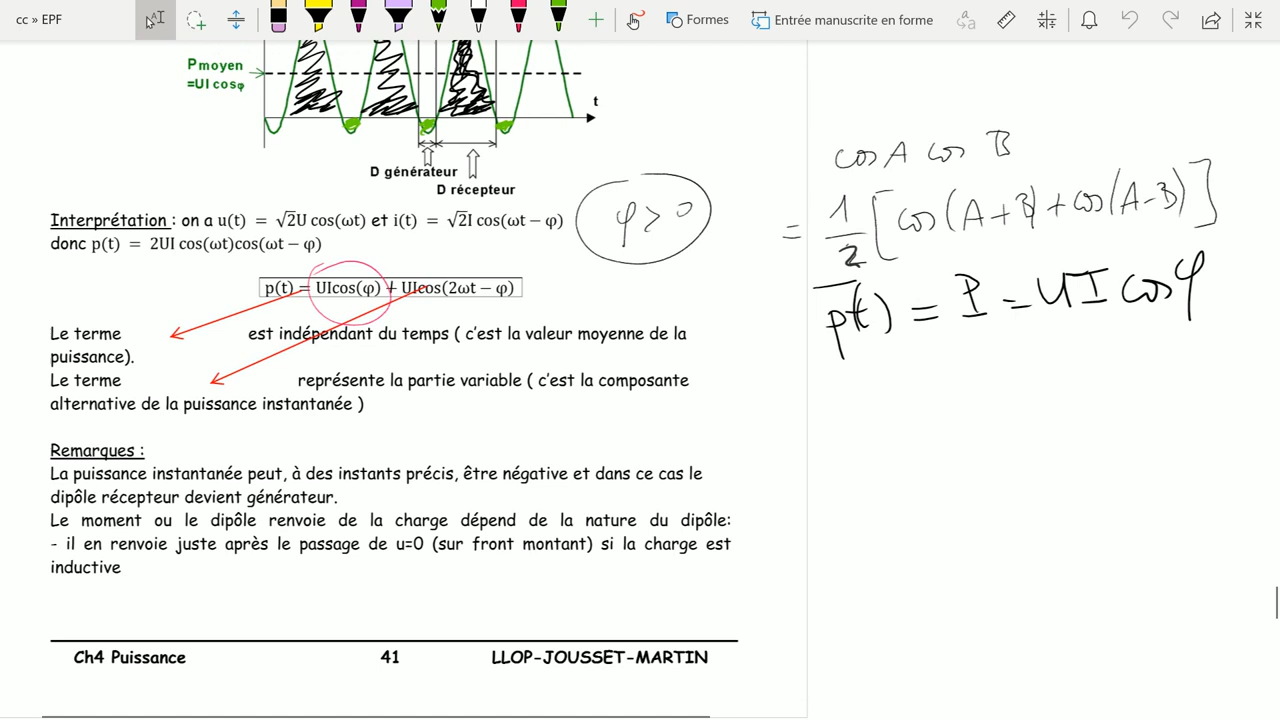 cc » EPF
Formes
Entrée manuscrite en forme
P moyen
=UI cosφ
t
D générateur
D récepteur
Interprétation : on a u(t) = √2U cos(ωt) et i(t) = √2I cos(ωt − φ)
donc p(t) = 2UI cos(ωt)cos(ωt − φ)
φ > 0
p(t) = UIcos(φ) + UIcos(2ωt − φ)
Le terme est indépendant du temps ( c’est la valeur moyenne de la
puissance).
Le terme représente la partie variable ( c’est la composante
alternative de la puissance instantanée )
Remarques :
La puissance instantanée peut, à des instants précis, être négative et dans ce cas le
dipôle récepteur devient générateur.
Le moment ou le dipôle renvoie de la charge dépend de la nature du dipôle:
- il en renvoie juste après le passage de u=0 (sur front montant) si la charge est
inductive
Ch4 Puissance 41 LLOP-JOUSSET-MARTIN
cos A cos B
= 1/2 [cos(A+B) + cos(A-B)]
p(t) = P = UI cos φ